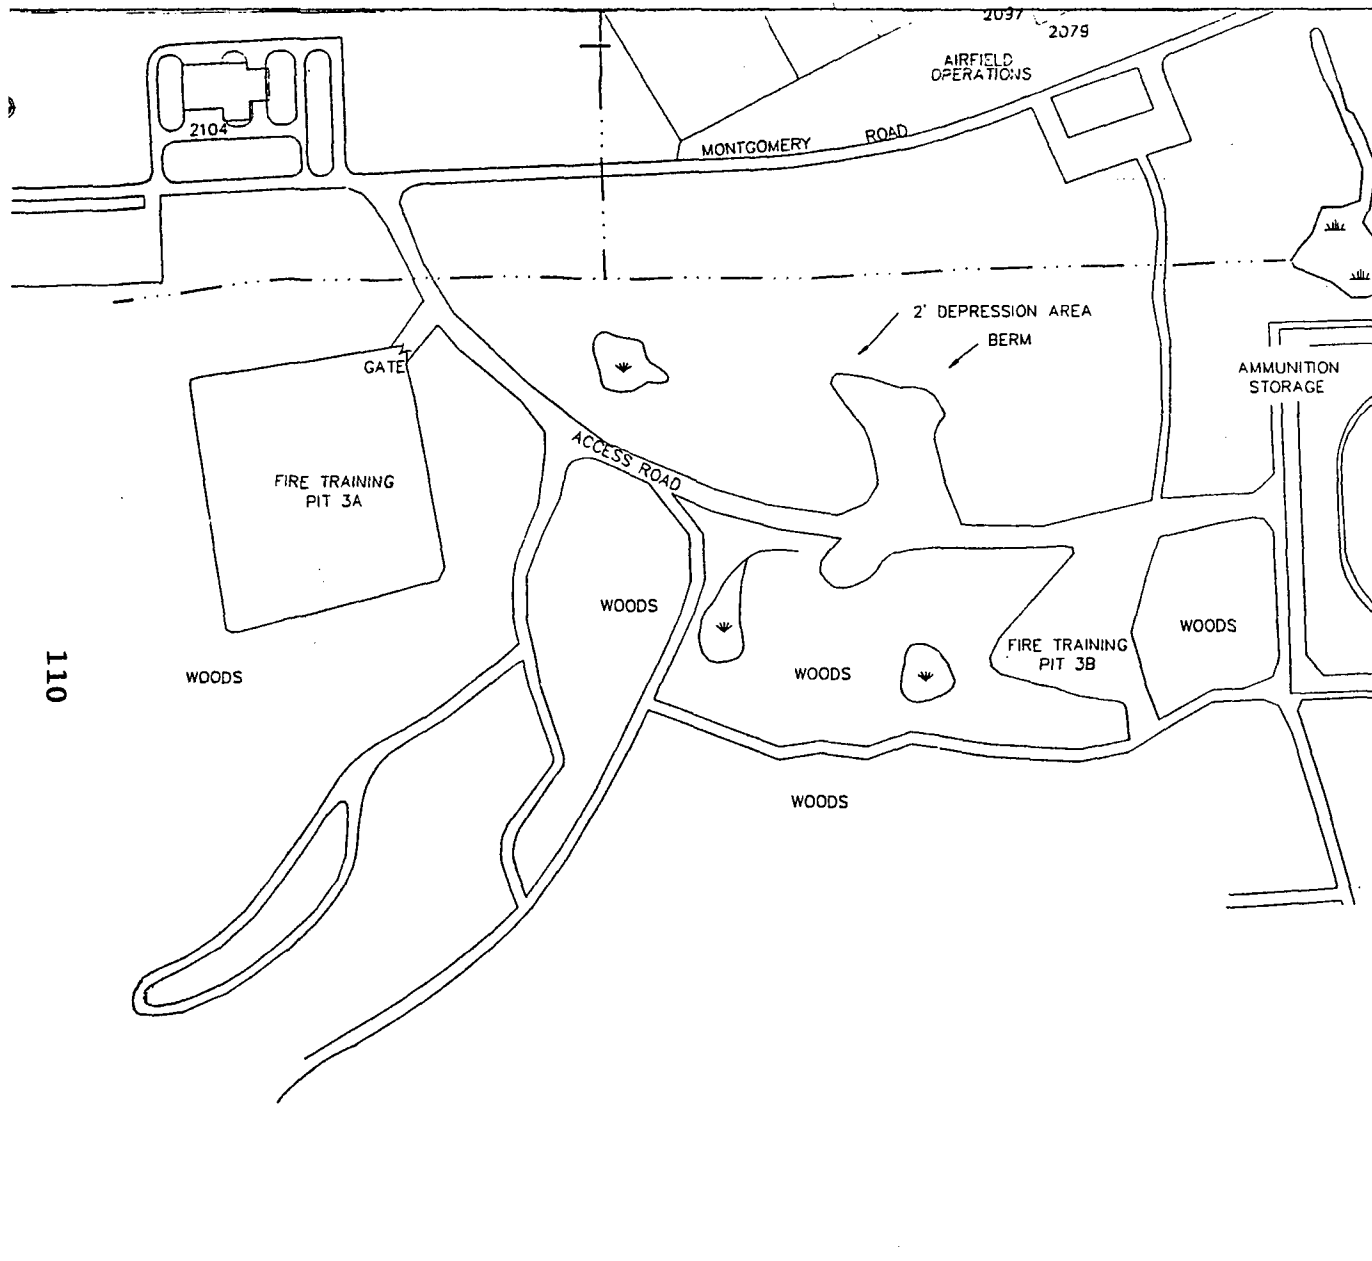 2097
2079
AIRFIELD
OPERATIONS
2104
MONTGOMERY ROAD
2' DEPRESSION AREA
BERM
GATE
AMMUNITION
STORAGE
ACCESS ROAD
FIRE TRAINING
PIT 3A
WOODS
WOODS
FIRE TRAINING
PIT 3B
WOODS
WOODS
110
WOODS